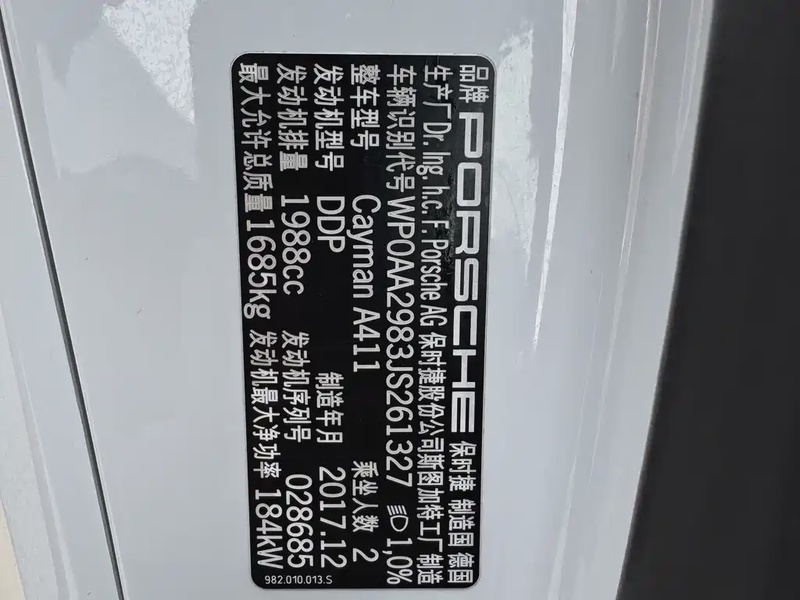 品牌 PORSCHE 保时捷 制造国 德国
生产厂 Dr. Ing. h.c. F. Porsche AG 保时捷股份公司斯图加特工厂制造
车辆识别代号 WP0AA2983JS261327 1,0%
整车型号 Cayman A411 乘坐人数 2
发动机型号 DDP 制造年月 2017.12
发动机排量 1988cc 发动机序列号 028685
最大允许总质量 1685kg 发动机最大净功率 184kW
982.010.013.S